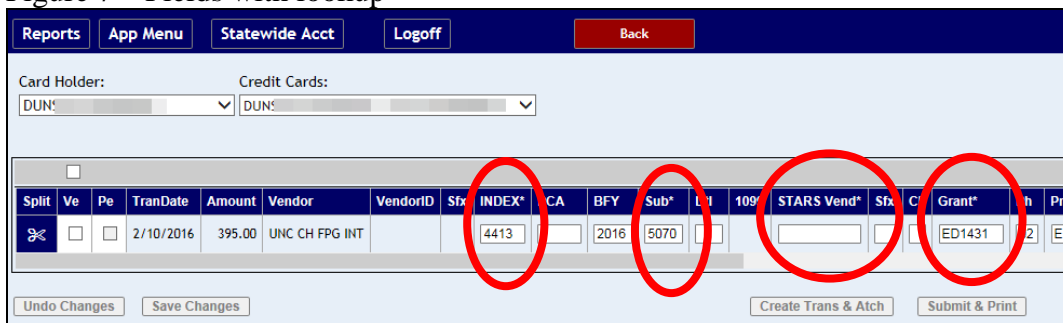 Reports App Menu Statewide Acct Logoff Back
Card Holder: Credit Cards:
Split Ve Pe TranDate Amount Vendor VendorID Sfx INDEX* BFY Sub* STARS Vend* Sfx Grant*
2/10/2016 395.00 UNC CH FPG INT 4413 2016 5070 ED1431
Undo Changes Save Changes Create Trans & Atch Submit & Print